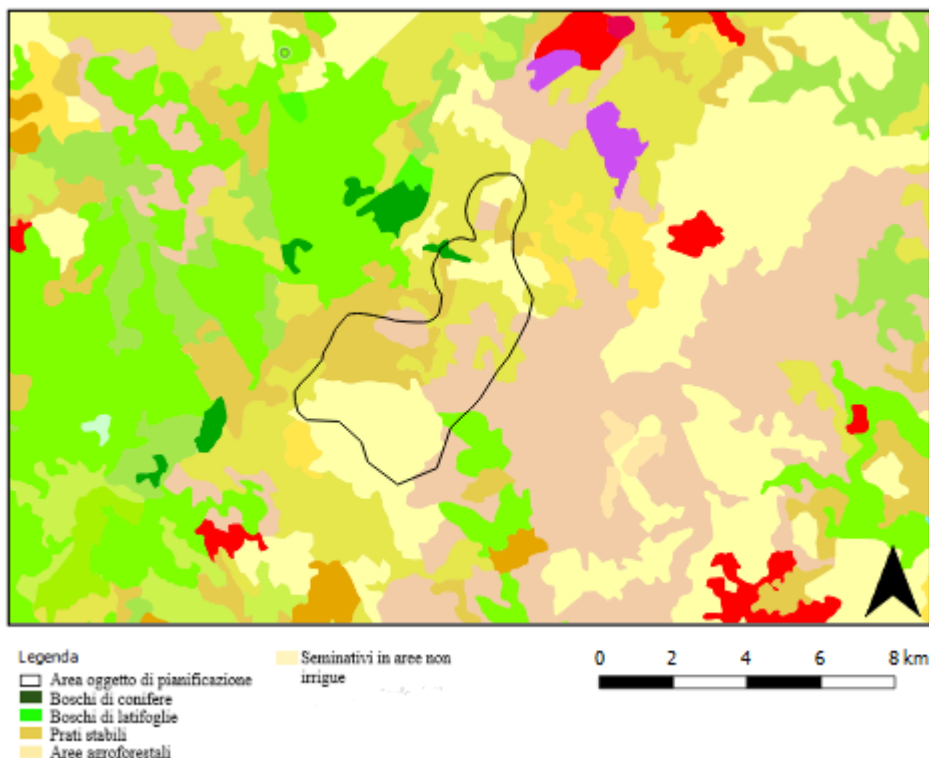 Legenda
Area oggetto di pianificazione
Boschi di conifere
Boschi di latifoglie
Prati stabili
Aree agroforestali
Seminativi in aree non
irrigue
0 2 4 6 8 km